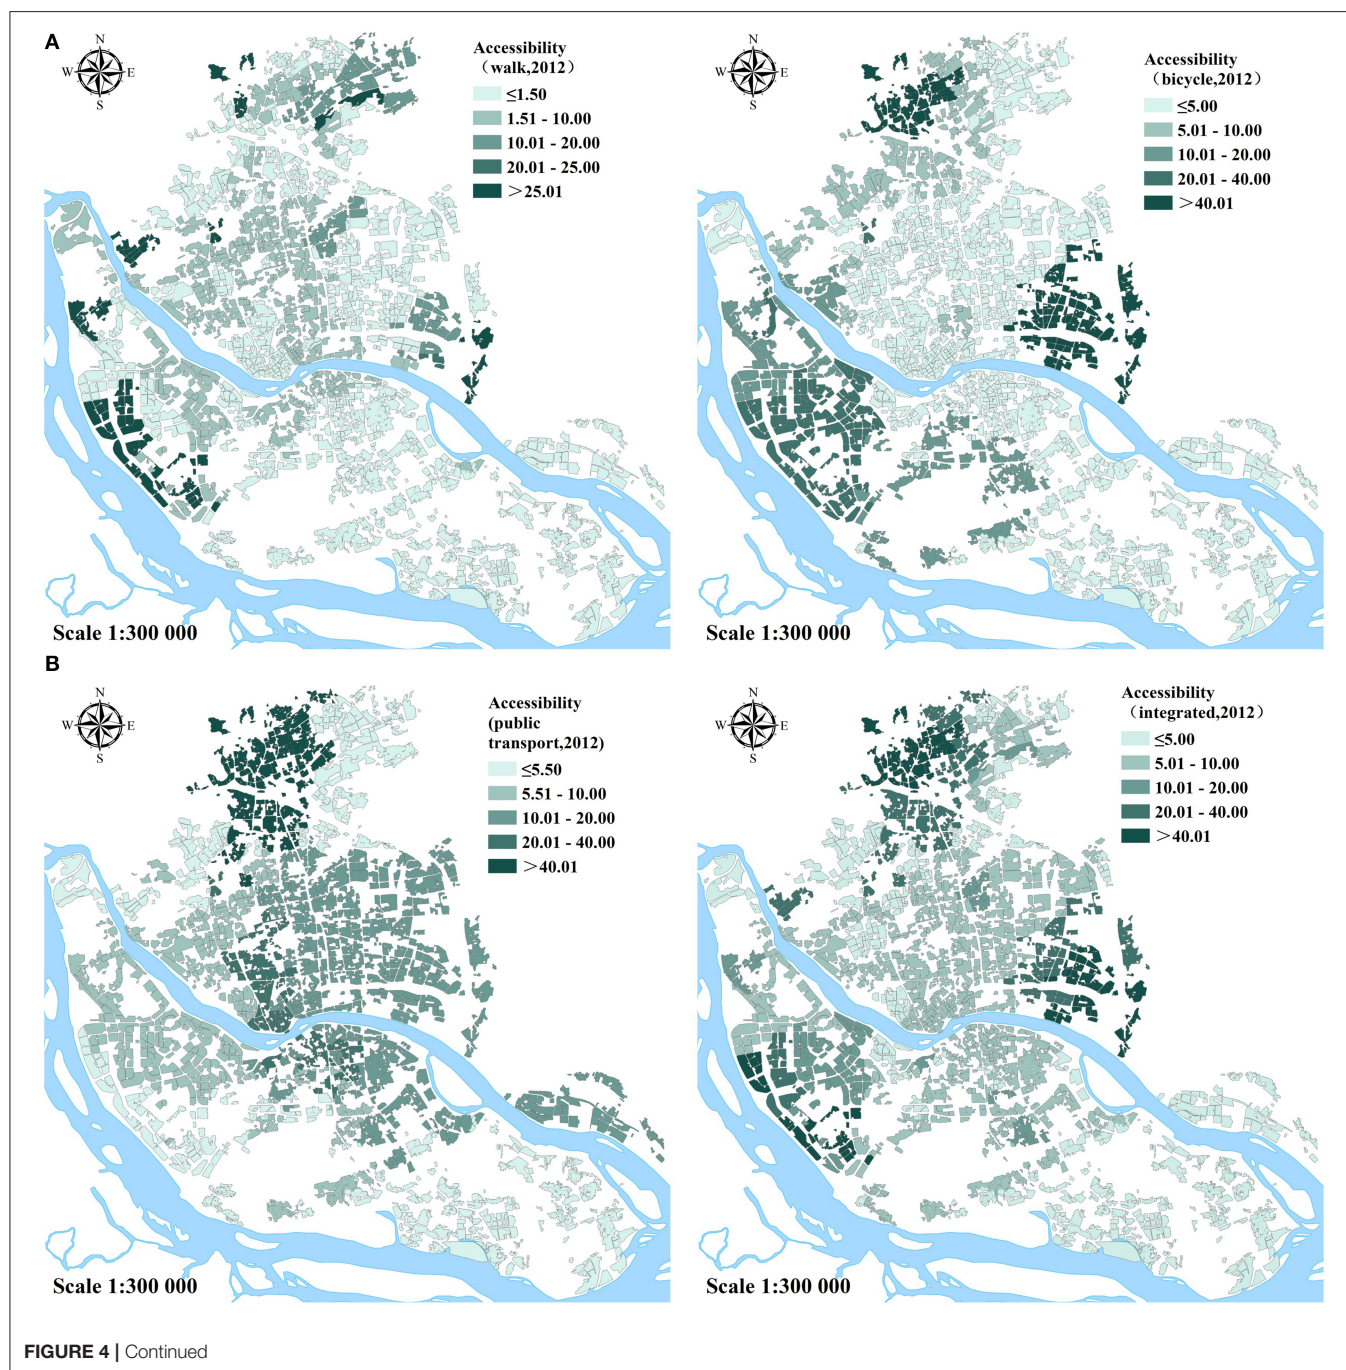 A
N
W E
S
Accessibility
（walk,2012）
≤1.50
1.51 - 10.00
10.01 - 20.00
20.01 - 25.00
＞25.01
Scale 1:300 000
N
W E
S
Accessibility
（bicycle,2012）
≤5.00
5.01 - 10.00
10.01 - 20.00
20.01 - 40.00
＞40.01
Scale 1:300 000
B
N
W E
S
Accessibility
(public
transport,2012)
≤5.50
5.51 - 10.00
10.01 - 20.00
20.01 - 40.00
＞40.01
Scale 1:300 000
N
W E
S
Accessibility
（integrated,2012）
≤5.00
5.01 - 10.00
10.01 - 20.00
20.01 - 40.00
＞40.01
Scale 1:300 000
FIGURE 4 | Continued